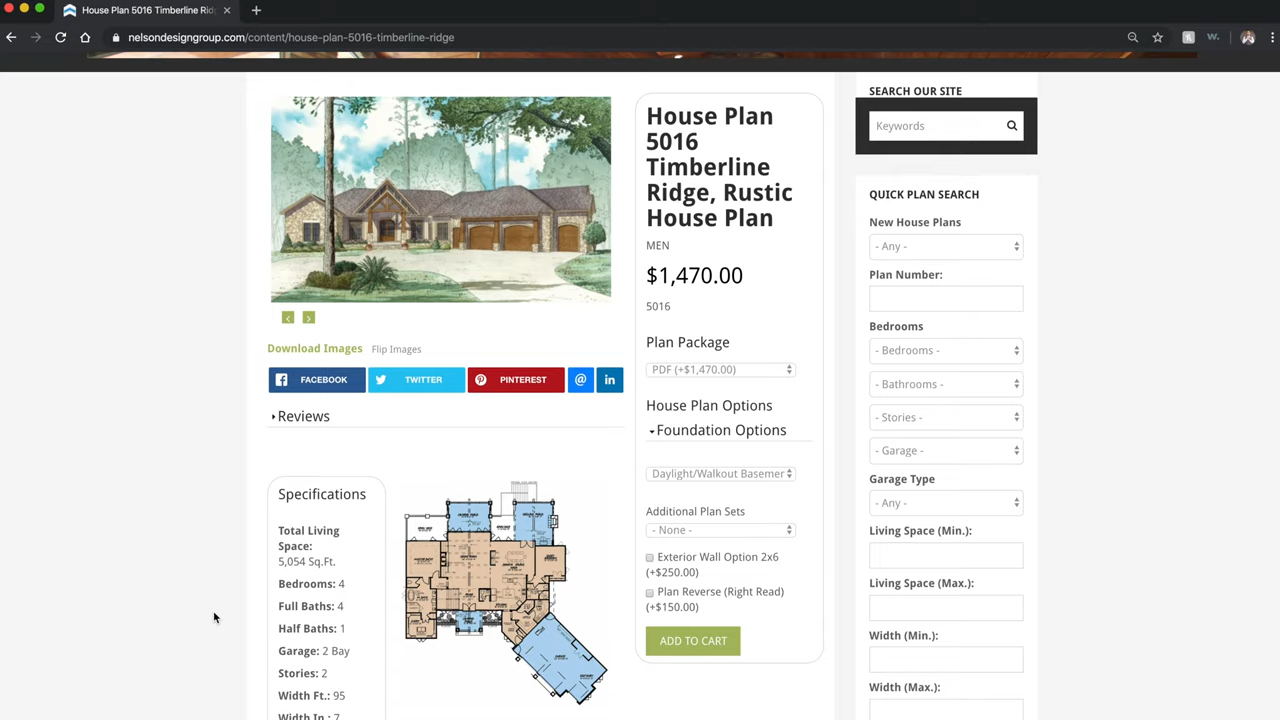 House Plan 5016 Timberline Rid
nelsondesigngroup.com/content/house-plan-5016-timberline-ridge
Download Images Flip Images
FACEBOOK TWITTER PINTEREST @ in
Reviews
Specifications
Total Living
Space:
5,054 Sq.Ft.
Bedrooms: 4
Full Baths: 4
Half Baths: 1
Garage: 2 Bay
Stories: 2
Width Ft.: 95
Width In.: 7
House Plan
5016
Timberline
Ridge, Rustic
House Plan
MEN
$1,470.00
5016
Plan Package
PDF (+$1,470.00)
House Plan Options
Foundation Options
Daylight/Walkout Basemer
Additional Plan Sets
- None -
Exterior Wall Option 2x6
(+$250.00)
Plan Reverse (Right Read)
(+$150.00)
ADD TO CART
SEARCH OUR SITE
Keywords
QUICK PLAN SEARCH
New House Plans
- Any -
Plan Number:
Bedrooms
- Bedrooms -
- Bathrooms -
- Stories -
- Garage -
Garage Type
- Any -
Living Space (Min.):
Living Space (Max.):
Width (Min.):
Width (Max.):